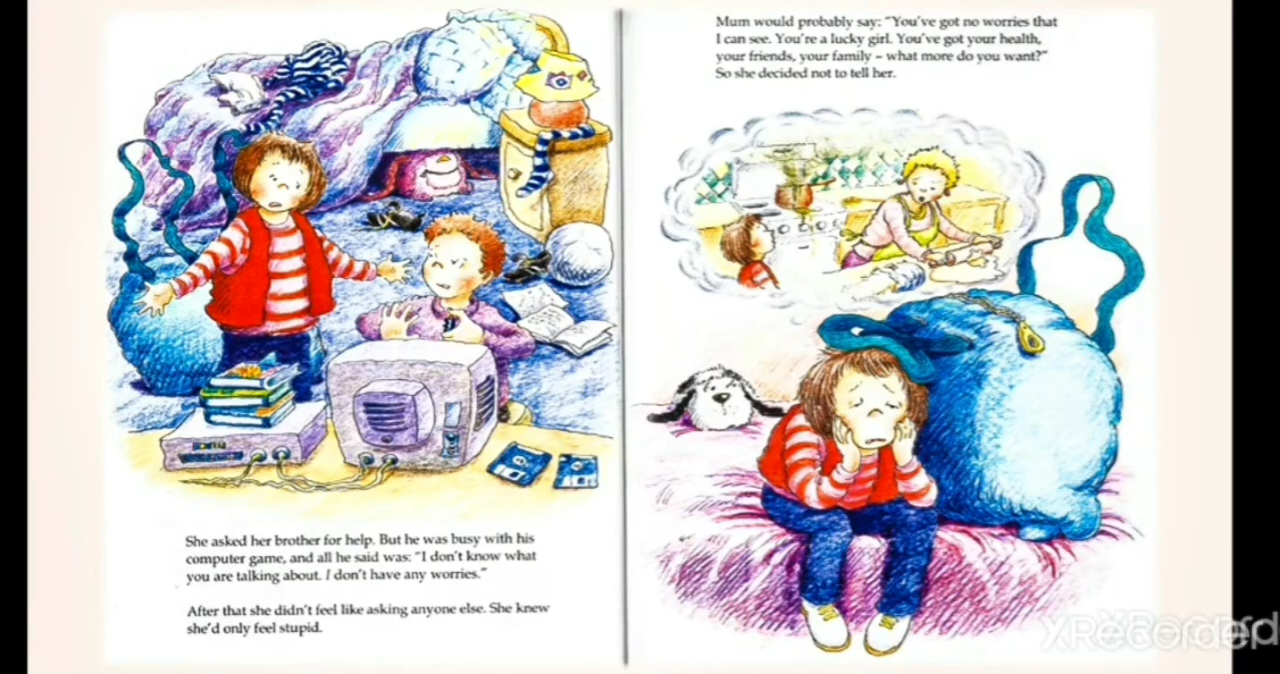 She asked her brother for help. But he was busy with his
computer game, and all he said was: "I don't know what
you are talking about. I don't have any worries."
After that she didn't feel like asking anyone else. She knew
she'd only feel stupid.
Mum would probably say: "You've got no worries that
I can see. You're a lucky girl. You've got your health,
your friends, your family – what more do you want?"
So she decided not to tell her.
XRecorder